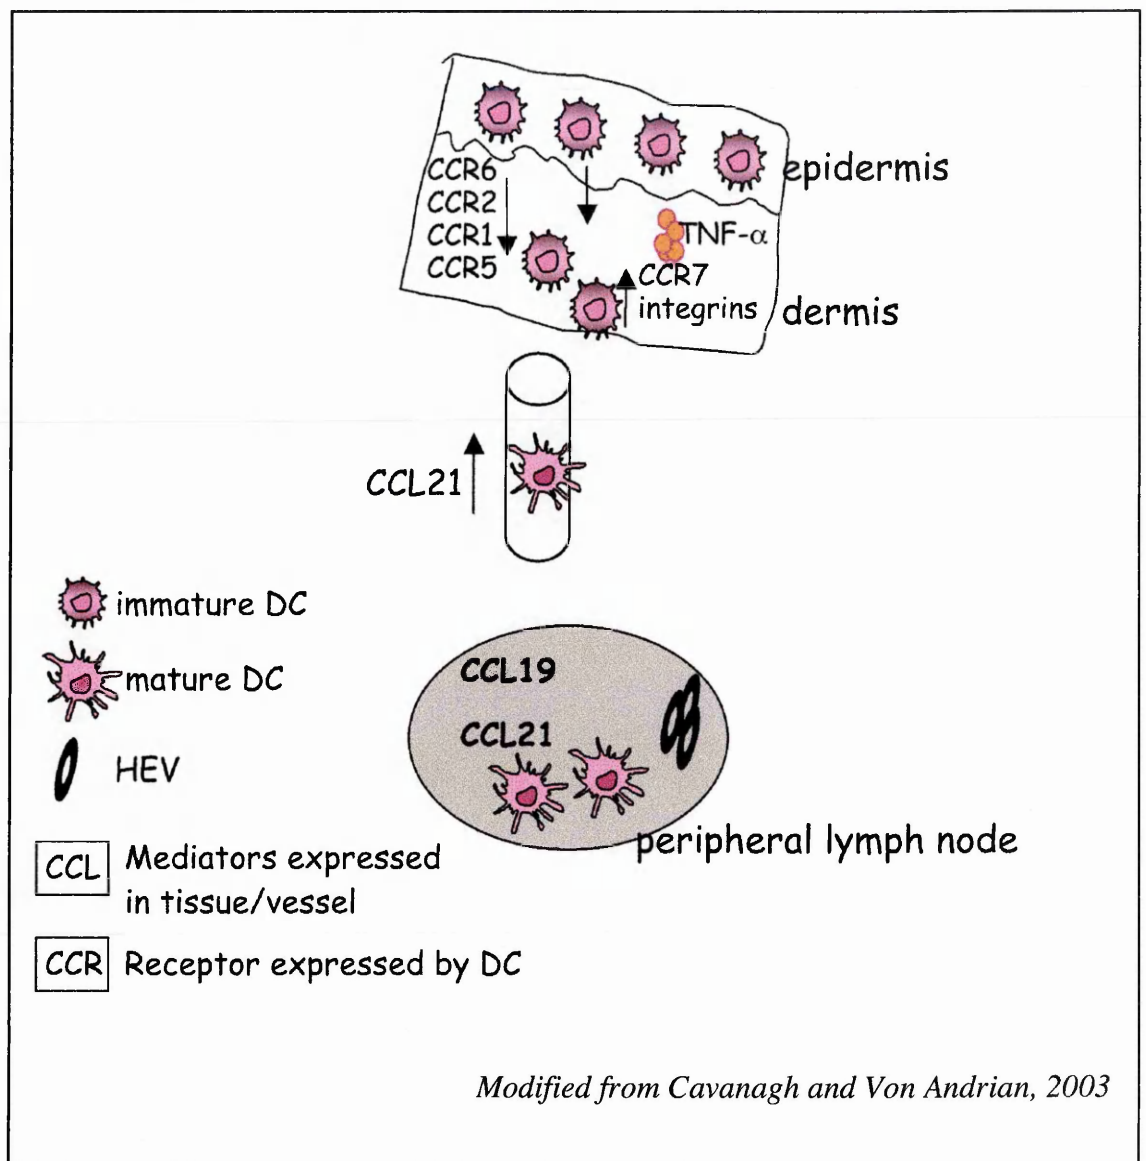 epidermis
CCR6
CCR2
CCR1
CCR5
TNF-α
CCR7
integrins
dermis
CCL21
immature DC
mature DC
HEV
CCL19
CCL21
peripheral lymph node
CCL Mediators expressed
in tissue/vessel
CCR Receptor expressed by DC
Modified from Cavanagh and Von Andrian, 2003